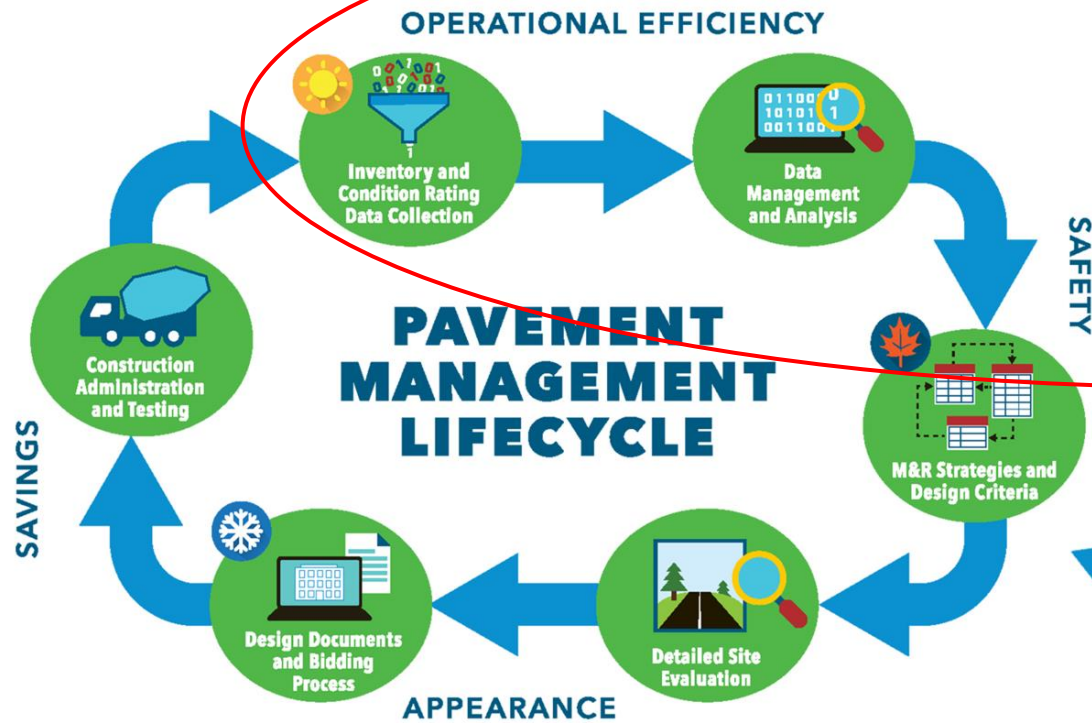 OPERATIONAL EFFICIENCY
Inventory and
Condition Rating
Data Collection
Data
Management
and Analysis
SAFETY
M&R Strategies and
Design Criteria
Detailed Site
Evaluation
APPEARANCE
Design Documents
and Bidding
Process
SAVINGS
Construction
Administration
and Testing
PAVEMENT
MANAGEMENT
LIFECYCLE